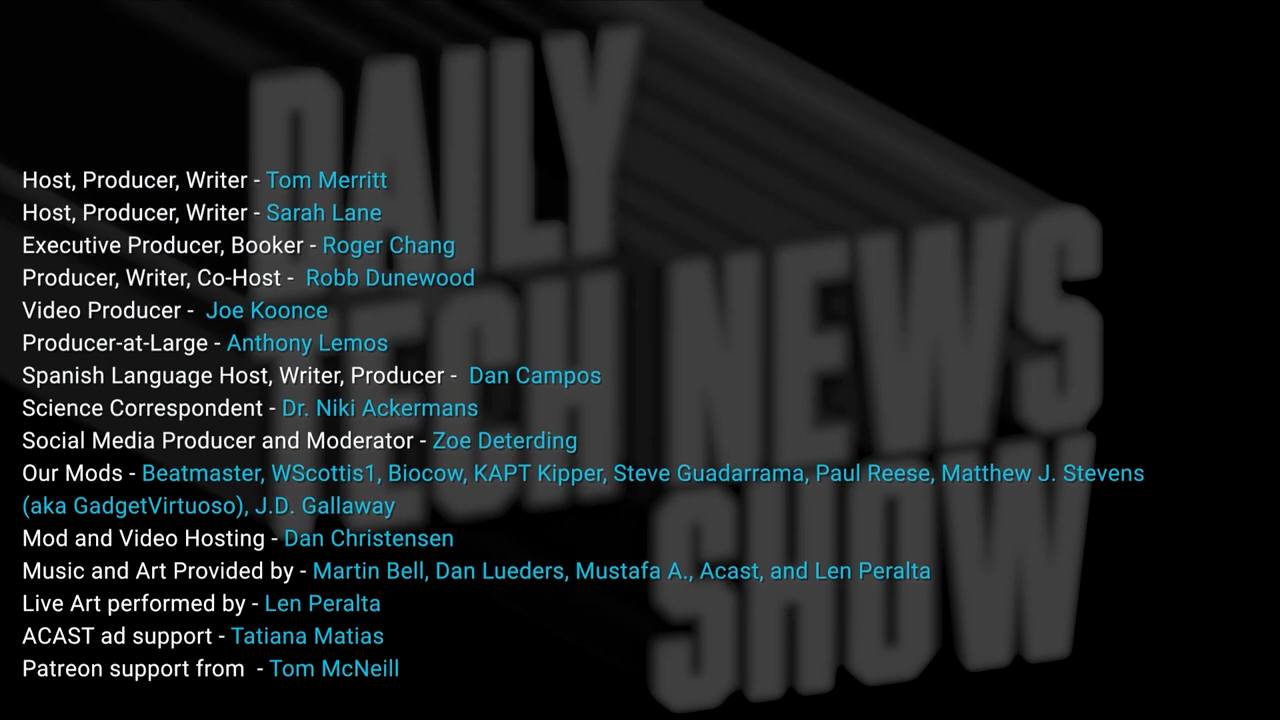 DAILY
TECH NEWS
SHOW
Host, Producer, Writer - Tom Merritt
Host, Producer, Writer - Sarah Lane
Executive Producer, Booker - Roger Chang
Producer, Writer, Co-Host -  Robb Dunewood
Video Producer -  Joe Koonce
Producer-at-Large - Anthony Lemos
Spanish Language Host, Writer, Producer -  Dan Campos
Science Correspondent - Dr. Niki Ackermans
Social Media Producer and Moderator - Zoe Deterding
Our Mods - Beatmaster, WScottis1, Biocow, KAPT Kipper, Steve Guadarrama, Paul Reese, Matthew J. Stevens
(aka GadgetVirtuoso), J.D. Gallaway
Mod and Video Hosting - Dan Christensen
Music and Art Provided by - Martin Bell, Dan Lueders, Mustafa A., Acast, and Len Peralta
Live Art performed by - Len Peralta
ACAST ad support - Tatiana Matias
Patreon support from  - Tom McNeill